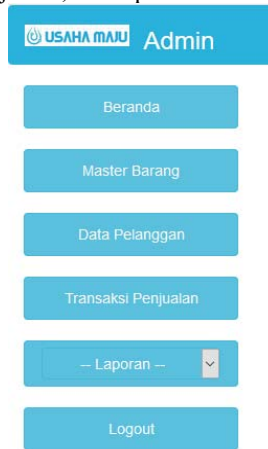 USAHA MAJU Admin
Beranda
Master Barang
Data Pelanggan
Transaksi Penjualan
-- Laporan --
Logout